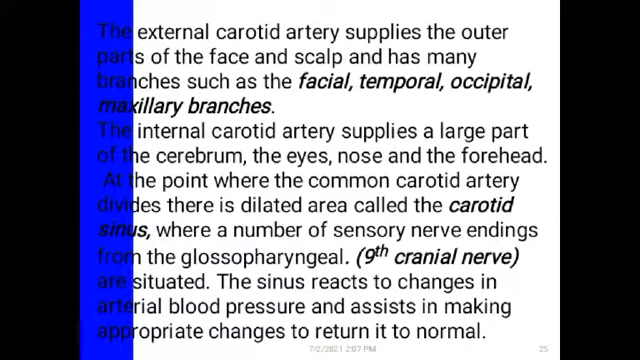 The external carotid artery supplies the outer
parts of the face and scalp and has many
branches such as the facial, temporal, occipital,
maxillary branches.
The internal carotid artery supplies a large part
of the cerebrum, the eyes, nose and the forehead.
At the point where the common carotid artery
divides there is dilated area called the carotid
sinus, where a number of sensory nerve endings
from the glossopharyngeal. (9th cranial nerve)
are situated. The sinus reacts to changes in
arterial blood pressure and assists in making
appropriate changes to return it to normal.
7/2/2021 2:07 PM 25